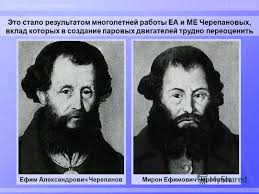 Это стало результатом многолетней работы ЕА и МЕ Черепановых,
вклад которых в создание паровых двигателей трудно переоценить
Ефим Александрович Черепанов
Мирон Ефимович
MyShared